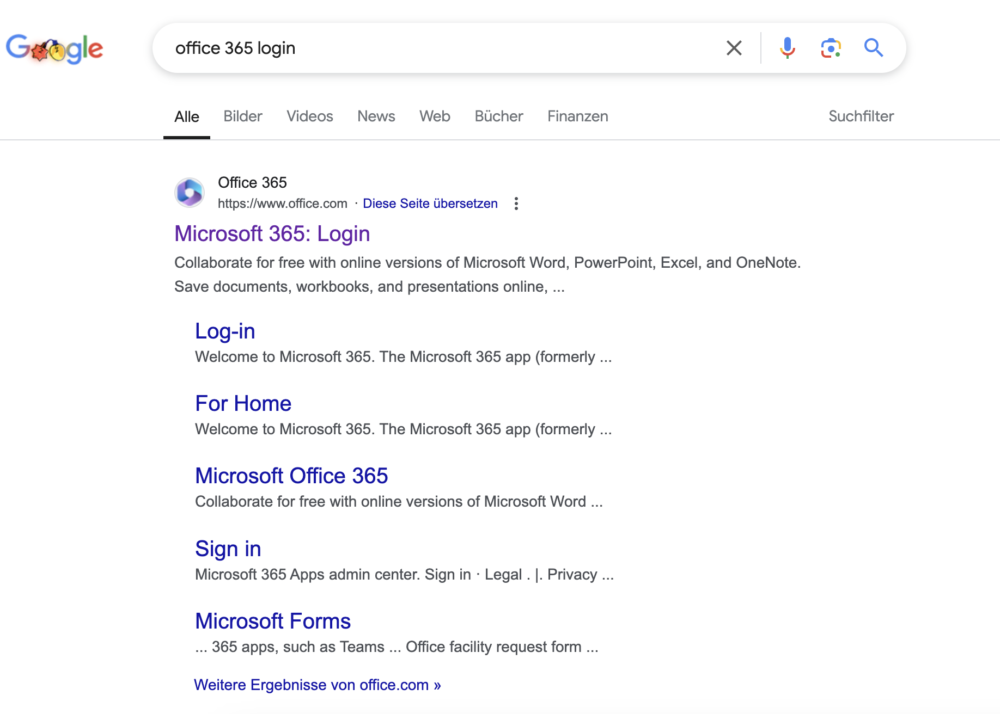 Google
office 365 login
Alle Bilder Videos News Web Bücher Finanzen Suchfilter
Office 365
https://www.office.com · Diese Seite übersetzen
Microsoft 365: Login
Collaborate for free with online versions of Microsoft Word, PowerPoint, Excel, and OneNote.
Save documents, workbooks, and presentations online, ...
Log-in
Welcome to Microsoft 365. The Microsoft 365 app (formerly ...
For Home
Welcome to Microsoft 365. The Microsoft 365 app (formerly ...
Microsoft Office 365
Collaborate for free with online versions of Microsoft Word ...
Sign in
Microsoft 365 Apps admin center. Sign in · Legal . |. Privacy ...
Microsoft Forms
... 365 apps, such as Teams ... Office facility request form ...
Weitere Ergebnisse von office.com »